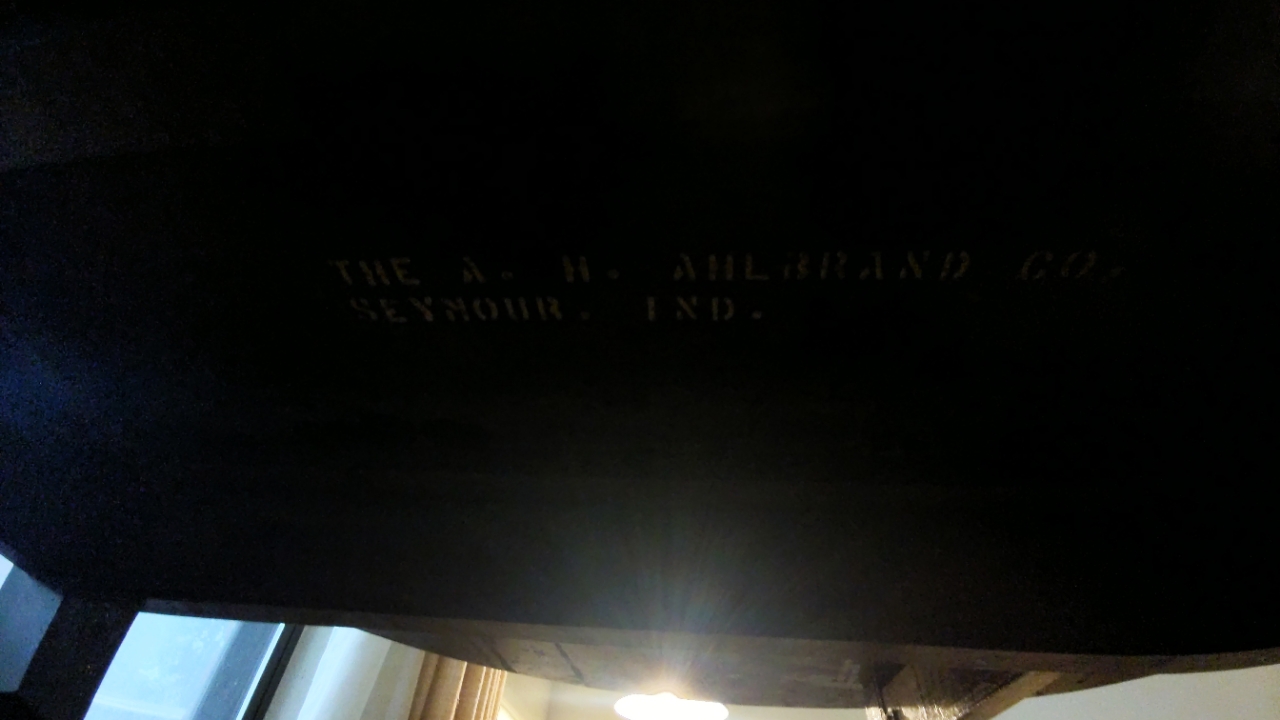 THE A. H. AHLBRAND CO.
SEYMOUR. IND.